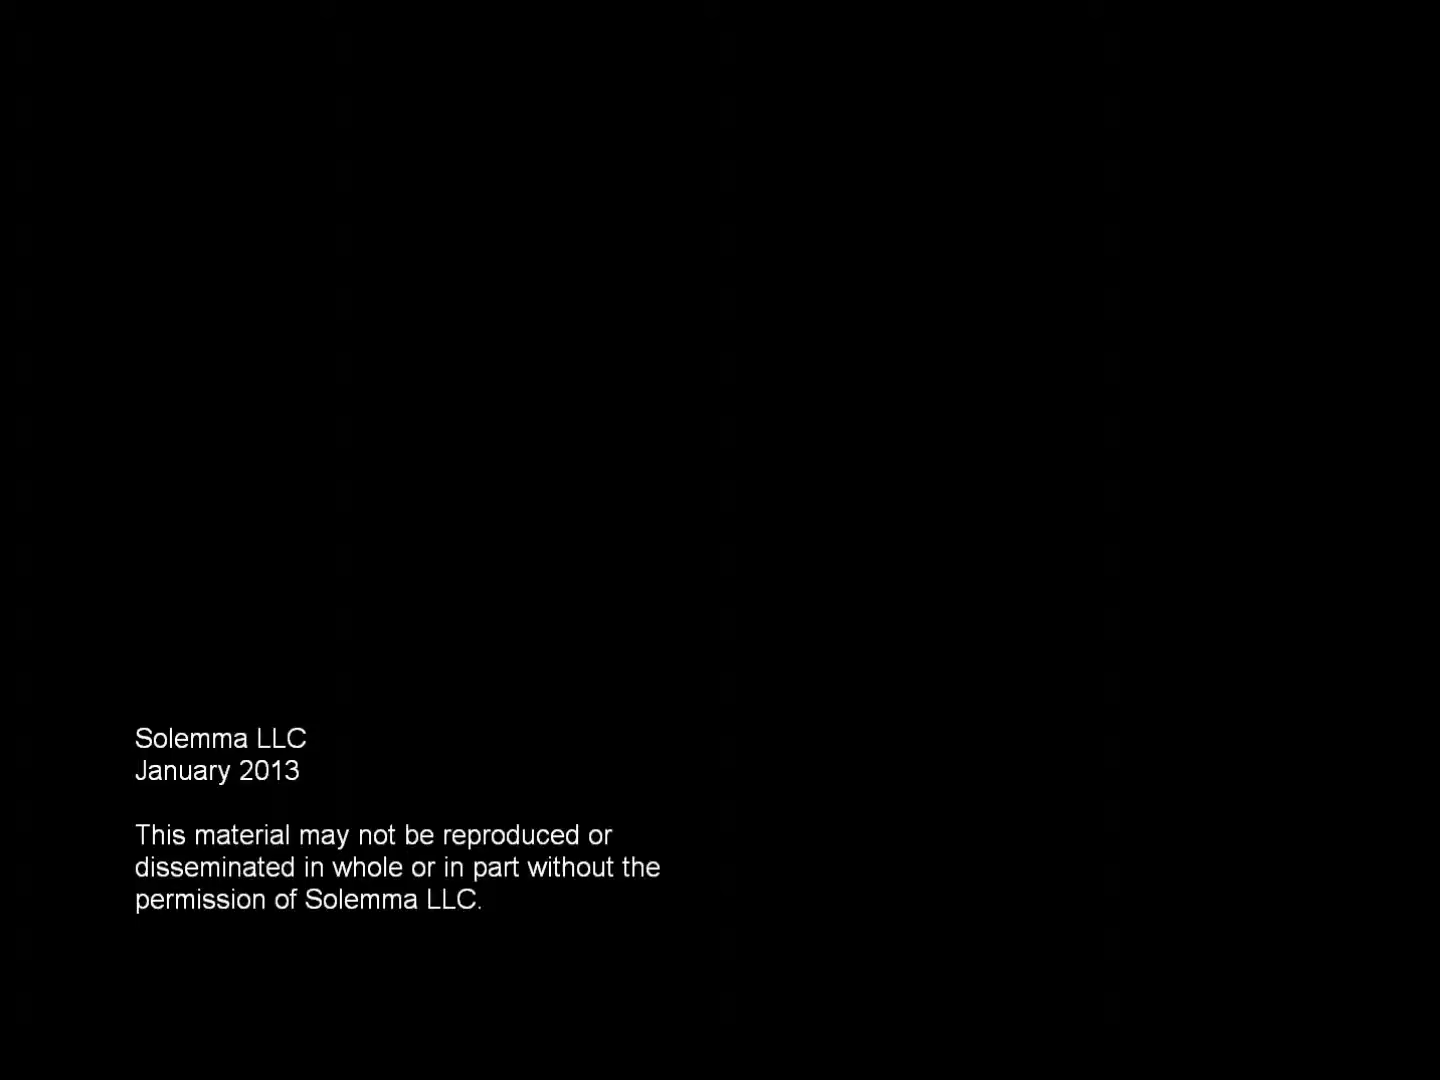 Solemma LLC
January 2013
This material may not be reproduced or
disseminated in whole or in part without the
permission of Solemma LLC.